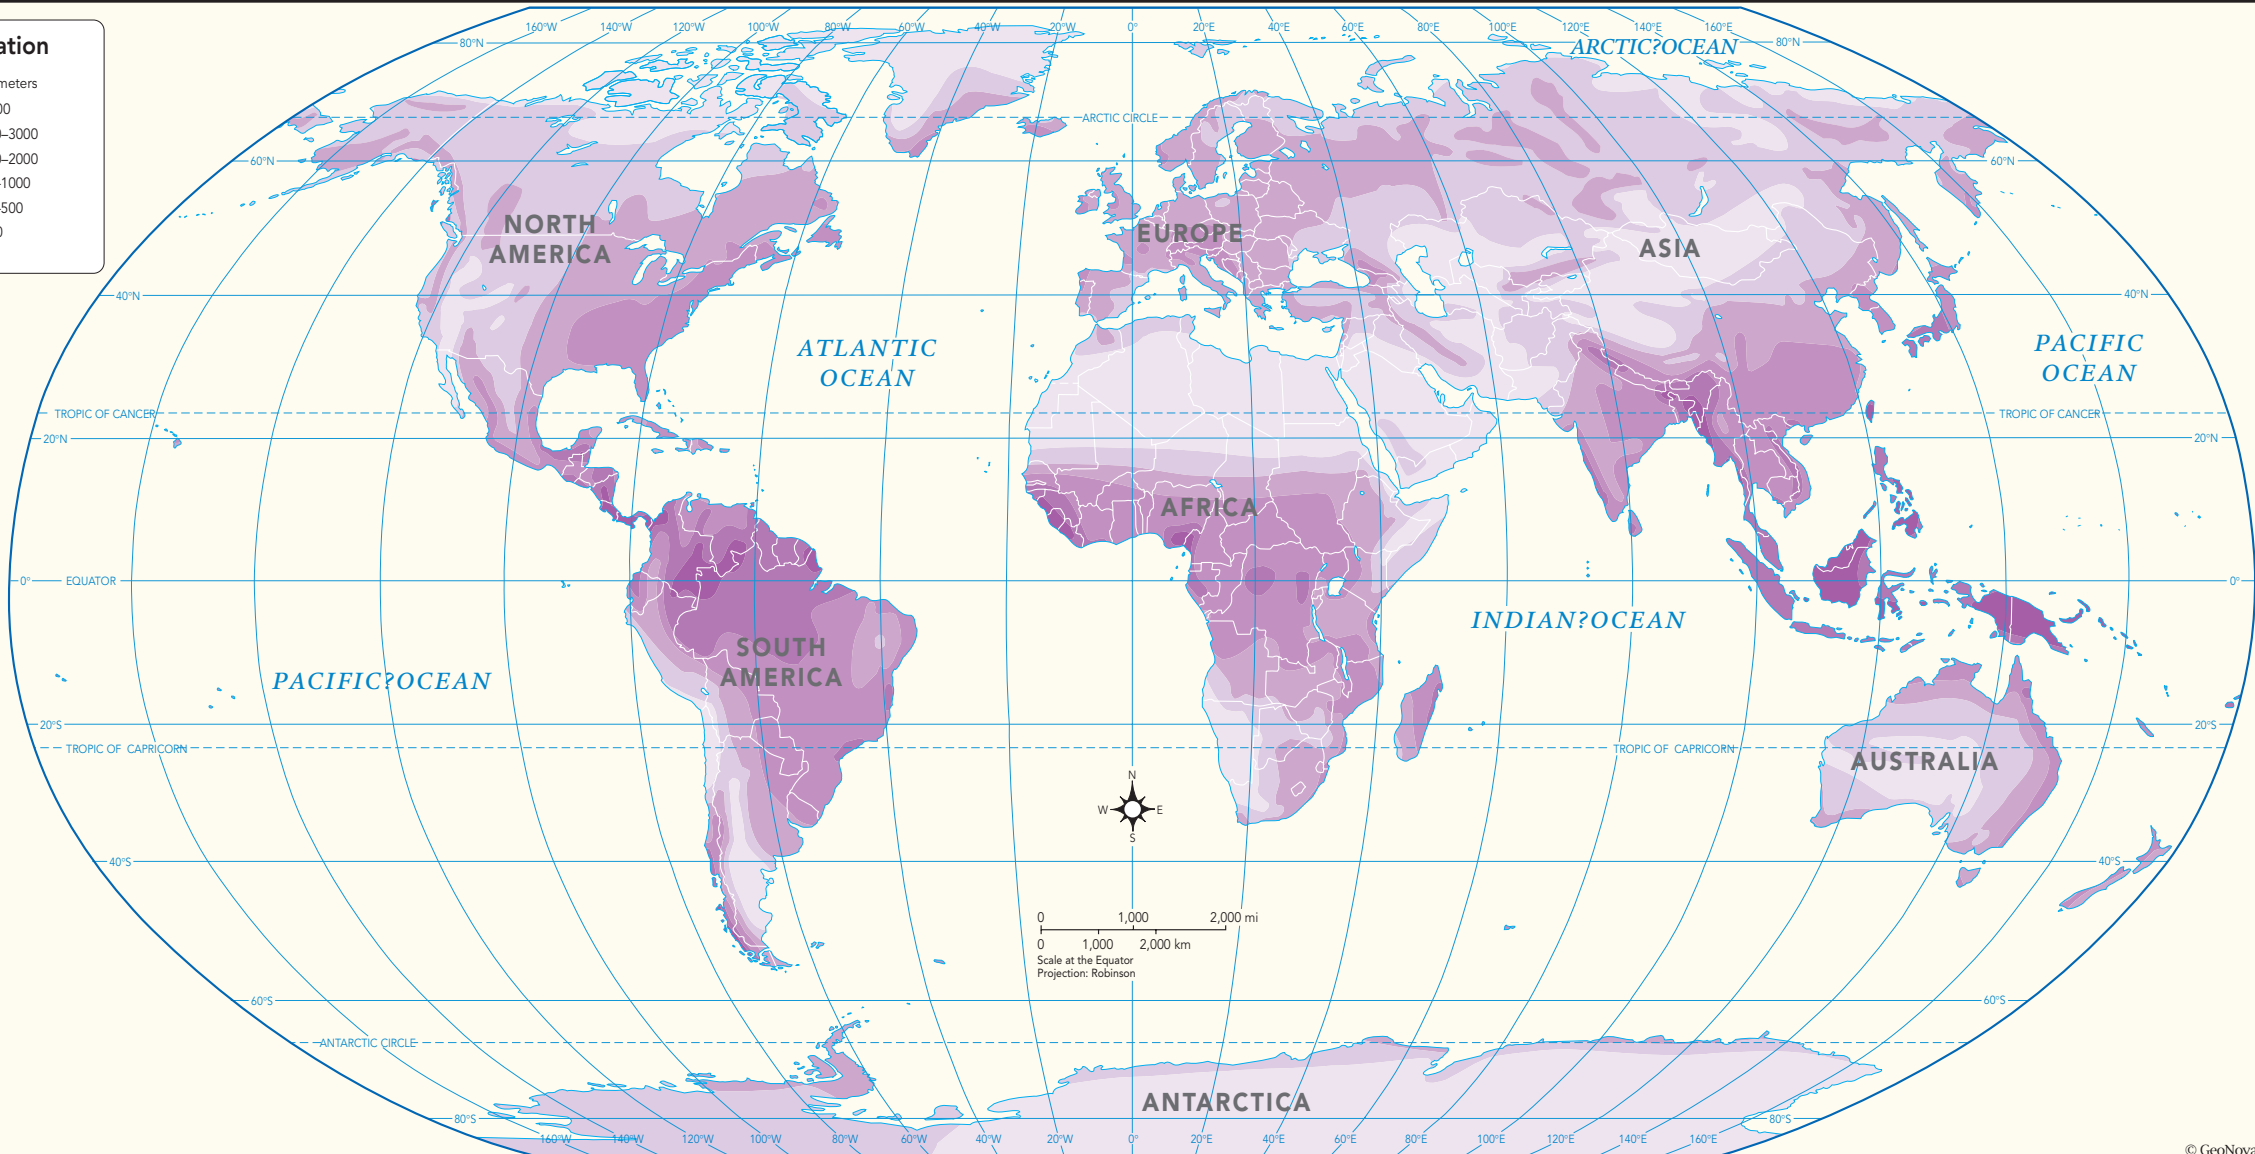 ation
meters
00
0–3000
0–2000
–1000
–500
0
160°W 140°W 120°W 100°W 80°W 60°W 40°W 20°W 0° 20°E 40°E 60°E 80°E 100°E 120°E 140°E 160°E
80°N ARCTIC?OCEAN 80°N
ARCTIC CIRCLE
60°N 60°N
NORTH
AMERICA
EUROPE
ASIA
40°N 40°N
ATLANTIC
OCEAN
PACIFIC
OCEAN
TROPIC OF CANCER TROPIC OF CANCER
20°N 20°N
AFRICA
0° EQUATOR 0°
INDIAN?OCEAN
SOUTH
AMERICA
PACIFIC?OCEAN
20°S 20°S
TROPIC OF CAPRICORN TROPIC OF CAPRICORN
AUSTRALIA
N
W E
S
40°S 40°S
0 1,000 2,000 mi
0 1,000 2,000 km
Scale at the Equator
Projection: Robinson
60°S 60°S
ANTARCTIC CIRCLE
ANTARCTICA
80°S 80°S
160°W 140°W 120°W 100°W 80°W 60°W 40°W 20°W 0° 20°E 40°E 60°E 80°E 100°E 120°E 140°E 160°E
© GeoNova